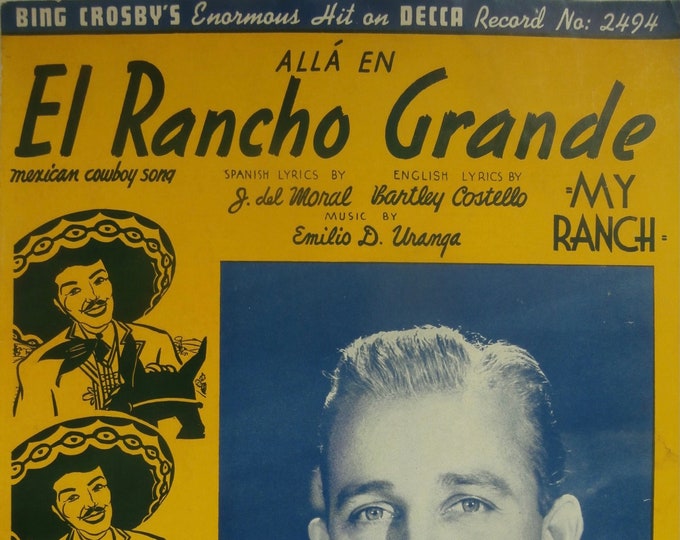 BING CROSBY'S Enormous Hit on DECCA Record No: 2494
ALLÁ EN
El Rancho Grande
mexican cowboy song
SPANISH LYRICS BY
J. del Moral
ENGLISH LYRICS BY
Bartley Costello
MUSIC BY
Emilio D. Uranga
=MY
RANCH=